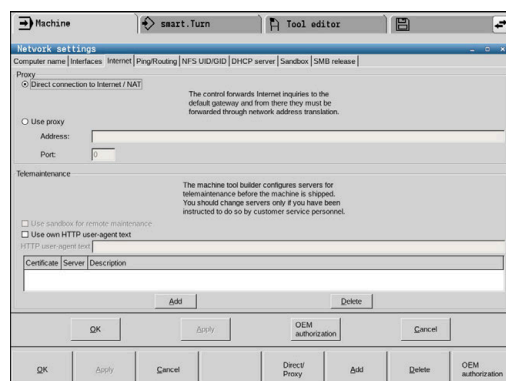 Machine
smart.Turn
Tool editor
Network settings
Computer name Interfaces Internet Ping/Routing NFS UID/GID DHCP server Sandbox SMB release
Proxy
Direct connection to Internet / NAT
The control forwards Internet inquiries to the
default gateway and from there they must be
forwarded through network address translation.
Use proxy
Address:
Port: 0
Telemaintenance
The machine tool builder configures servers for
telemaintenance before the machine is shipped.
You should change servers only if you have been
instructed to do so by customer service personnel.
Use sandbox for remote maintenance
Use own HTTP user-agent text
HTTP user-agent text
Certificate Server Description
Add Delete
OK Apply OEM authorization Cancel
OK Apply Cancel Direct/ Proxy Add Delete OEM authorization